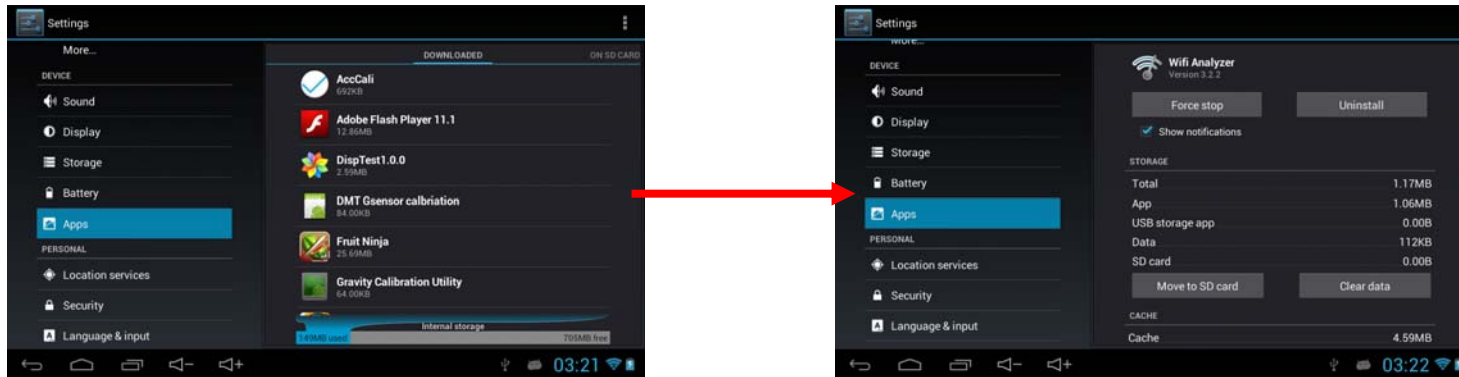 Settings
More...
DEVICE
Sound
Display
Storage
Battery
Apps
PERSONAL
Location services
Security
Language & input
DOWNLOADED
ON SD CARD
AccCali
692KB
Adobe Flash Player 11.1
12.86MB
DispTest1.0.0
2.59MB
DMT Gsensor calbriation
84.00KB
Fruit Ninja
25.69MB
Gravity Calibration Utility
64.00KB
Internal storage
149MB used
705MB free
03:21
Settings
More...
DEVICE
Sound
Display
Storage
Battery
Apps
PERSONAL
Location services
Security
Language & input
Wifi Analyzer
Version 3.2.2
Force stop
Uninstall
Show notifications
STORAGE
Total 1.17MB
App 1.06MB
USB storage app 0.00B
Data 112KB
SD card 0.00B
Move to SD card
Clear data
CACHE
Cache 4.59MB
03:22